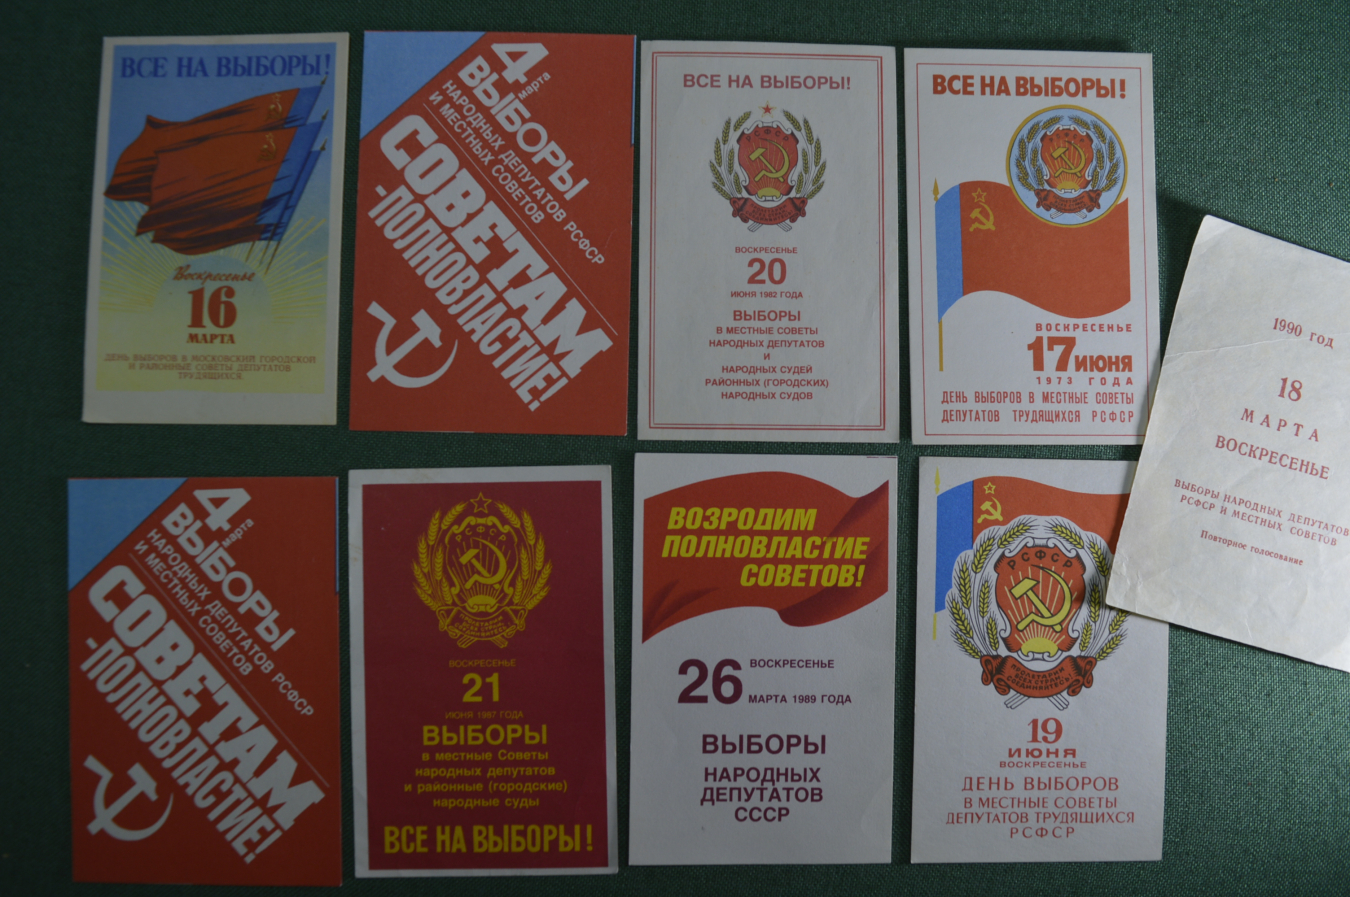 ВСЕ НА ВЫБОРЫ!
Воскресенье
16
МАРТА
ДЕНЬ ВЫБОРОВ В МОСКОВСКИЙ ГОРОДСКОЙ
И РАЙОННЫЕ СОВЕТЫ ДЕПУТАТОВ
ТРУДЯЩИХСЯ
4
марта
ВЫБОРЫ
НАРОДНЫХ ДЕПУТАТОВ РСФСР
И МЕСТНЫХ СОВЕТОВ
СОВЕТАМ
-ПОЛНОВЛАСТИЕ!
ВСЕ НА ВЫБОРЫ!
РСФСР
ВОСКРЕСЕНЬЕ
20
ИЮНЯ 1982 ГОДА
ВЫБОРЫ
В МЕСТНЫЕ СОВЕТЫ
НАРОДНЫХ ДЕПУТАТОВ
И
НАРОДНЫХ СУДЕЙ
РАЙОННЫХ (ГОРОДСКИХ)
НАРОДНЫХ СУДОВ
ВСЕ НА ВЫБОРЫ!
РСФСР
ВОСКРЕСЕНЬЕ
17 ИЮНЯ
1973 ГОДА
ДЕНЬ ВЫБОРОВ В МЕСТНЫЕ СОВЕТЫ
ДЕПУТАТОВ ТРУДЯЩИХСЯ РСФСР
1990 ГОД
18
МАРТА
ВОСКРЕСЕНЬЕ
ВЫБОРЫ НАРОДНЫХ ДЕПУТАТОВ
РСФСР И МЕСТНЫХ СОВЕТОВ
Повторное голосование
4
марта
ВЫБОРЫ
НАРОДНЫХ ДЕПУТАТОВ РСФСР
И МЕСТНЫХ СОВЕТОВ
СОВЕТАМ
-ПОЛНОВЛАСТИЕ!
РСФСР
ВОСКРЕСЕНЬЕ
21
ИЮНЯ 1987 ГОДА
ВЫБОРЫ
в местные Советы
народных депутатов
и районные (городские)
народные суды
ВСЕ НА ВЫБОРЫ!
ВОЗРОДИМ
ПОЛНОВЛАСТИЕ
СОВЕТОВ!
26 ВОСКРЕСЕНЬЕ
МАРТА 1989 ГОДА
ВЫБОРЫ
НАРОДНЫХ
ДЕПУТАТОВ
СССР
РСФСР
ПРОЛЕТАРИИ
ВСЕХ СТРАН,
СОЕДИНЯЙТЕСЬ!
19
ИЮНЯ
ВОСКРЕСЕНЬЕ
ДЕНЬ ВЫБОРОВ
В МЕСТНЫЕ СОВЕТЫ
ДЕПУТАТОВ ТРУДЯЩИХСЯ
РСФСР